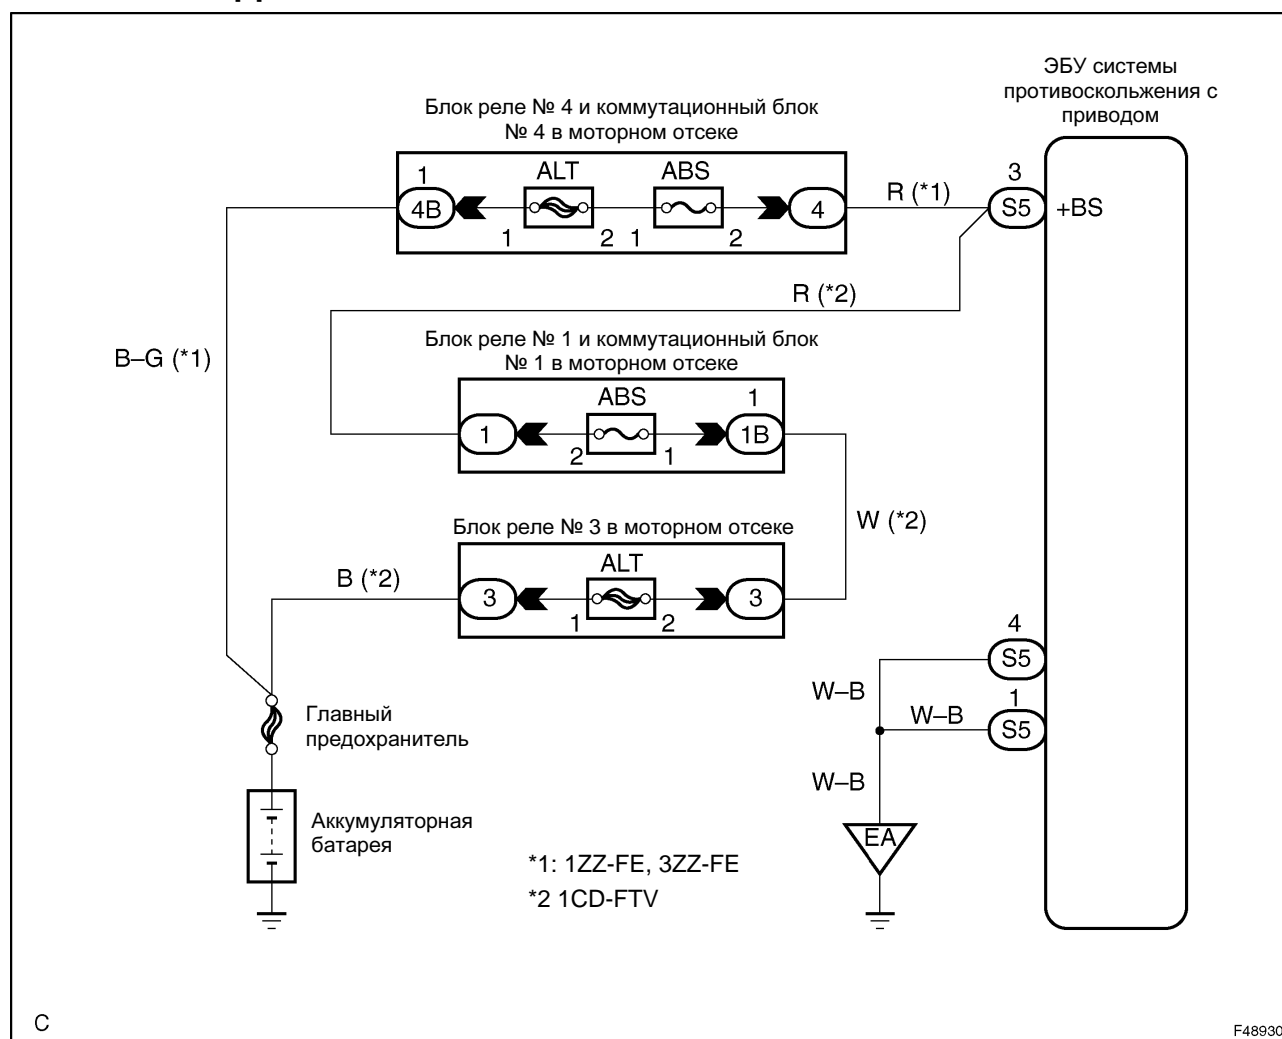 ЭБУ системы
противоскольжения с
приводом
Блок реле № 4 и коммутационный блок
№ 4 в моторном отсеке
1
ALT
ABS
3
4B
4
R (*1)
S5
+BS
1
2
1
2
R (*2)
B–G (*1)
Блок реле № 1 и коммутационный блок
№ 1 в моторном отсеке
ABS
1
1
1B
2
1
W (*2)
Блок реле № 3 в моторном отсеке
ALT
B (*2)
3
3
1
2
4
S5
W–B
1
W–B
S5
Главный
предохранитель
W–B
Аккумуляторная
батарея
EA
*1: 1ZZ-FE, 3ZZ-FE
*2 1CD-FTV
C
F48930